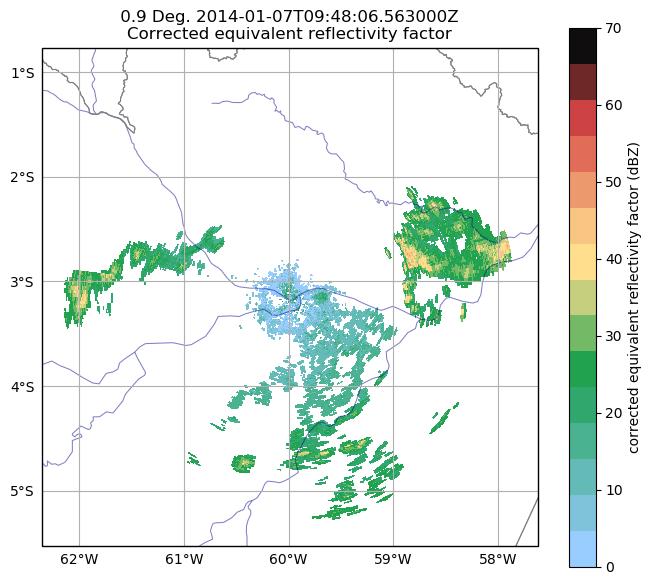 0.9 Deg. 2014-01-07T09:48:06.563000Z
Corrected equivalent reflectivity factor
1°S
2°S
3°S
4°S
5°S
62°W
61°W
60°W
59°W
58°W
70
60
50
40
30
20
10
0
corrected equivalent reflectivity factor (dBZ)